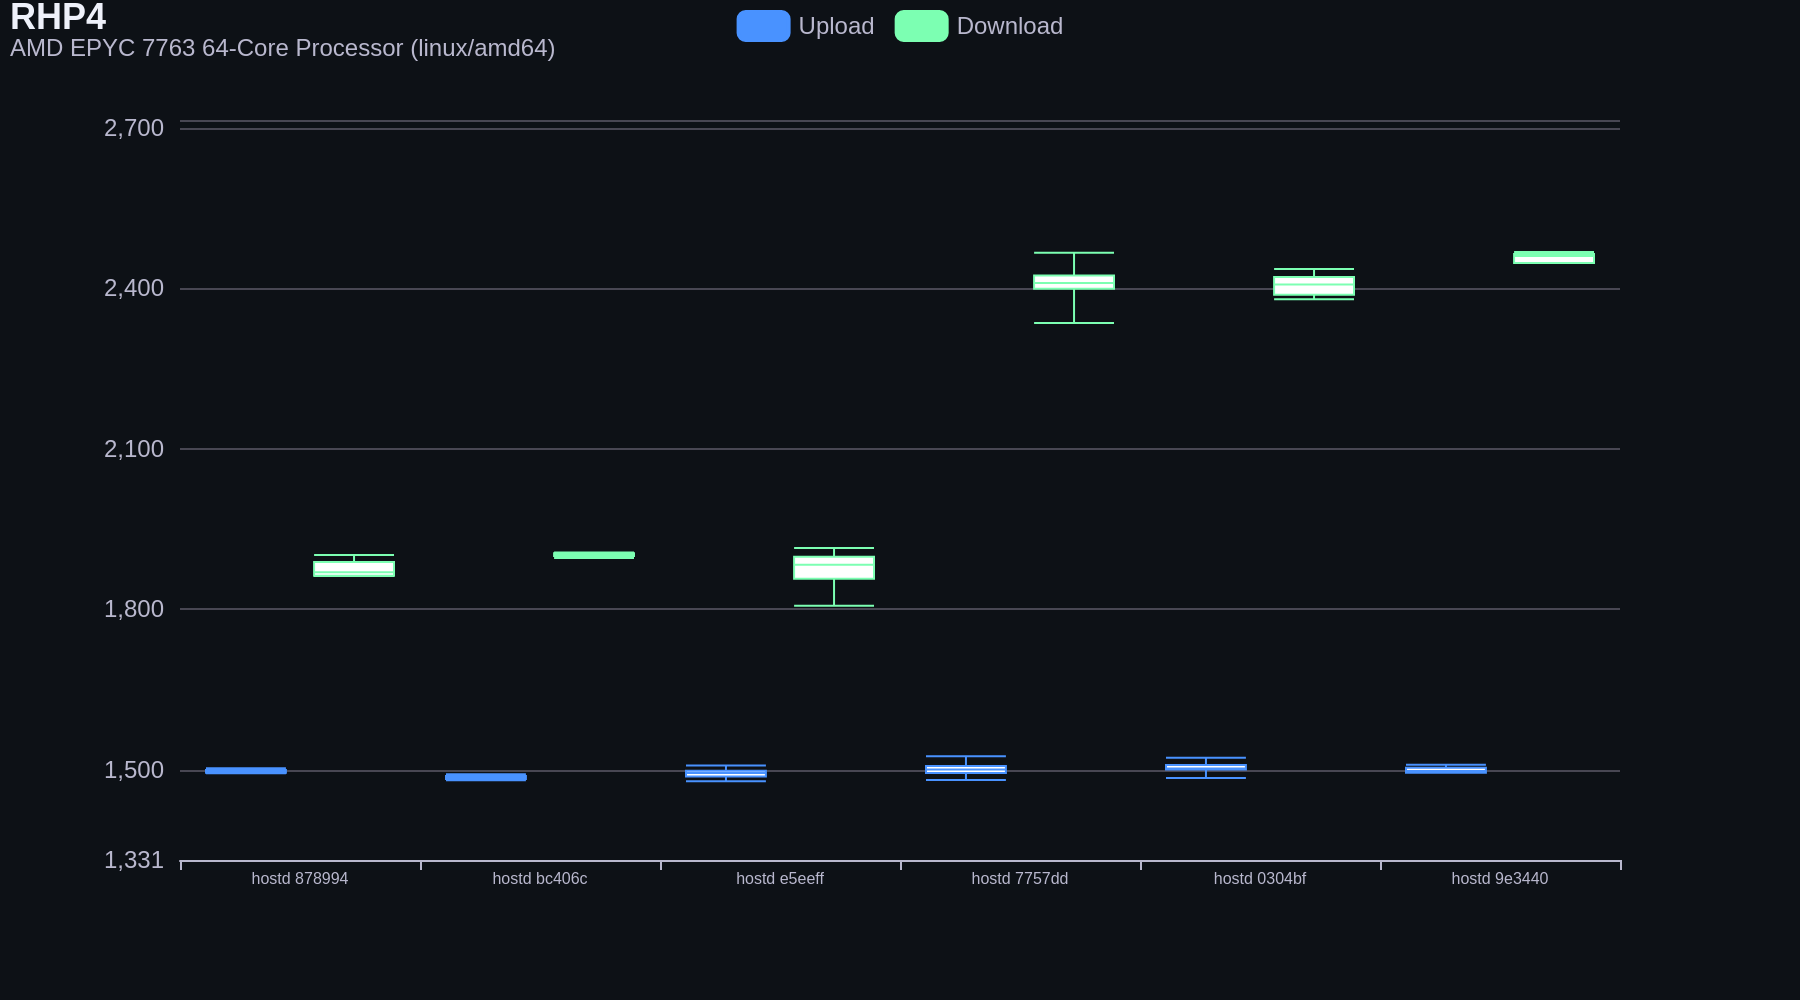 RHP4
AMD EPYC 7763 64-Core Processor (linux/amd64)
Upload Download
2,700
2,400
2,100
1,800
1,500
1,331
hostd 878994 hostd bc406c hostd e5eeff hostd 7757dd hostd 0304bf hostd 9e3440